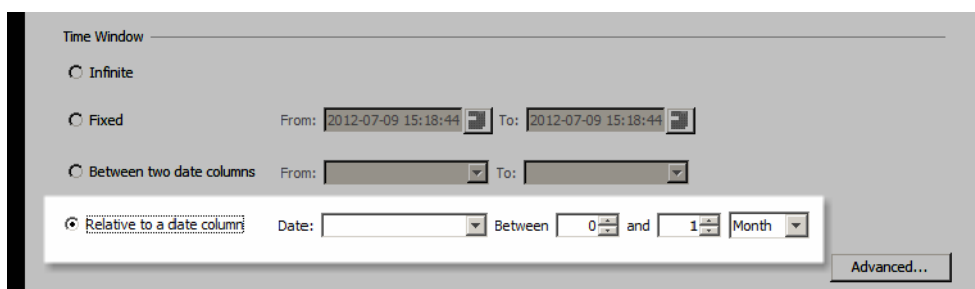 Time Window
Infinite
Fixed From: 2012-07-09 15:18:44 To: 2012-07-09 15:18:44
Between two date columns From: To:
Relative to a date column Date: Between 0 and 1 Month
Advanced...